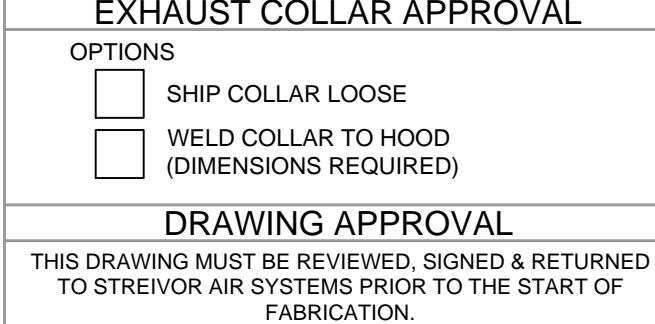 EXHAUST COLLAR APPROVAL
OPTIONS
SHIP COLLAR LOOSE
WELD COLLAR TO HOOD
(DIMENSIONS REQUIRED)
DRAWING APPROVAL
THIS DRAWING MUST BE REVIEWED, SIGNED & RETURNED
TO STREIVOR AIR SYSTEMS PRIOR TO THE START OF
FABRICATION.